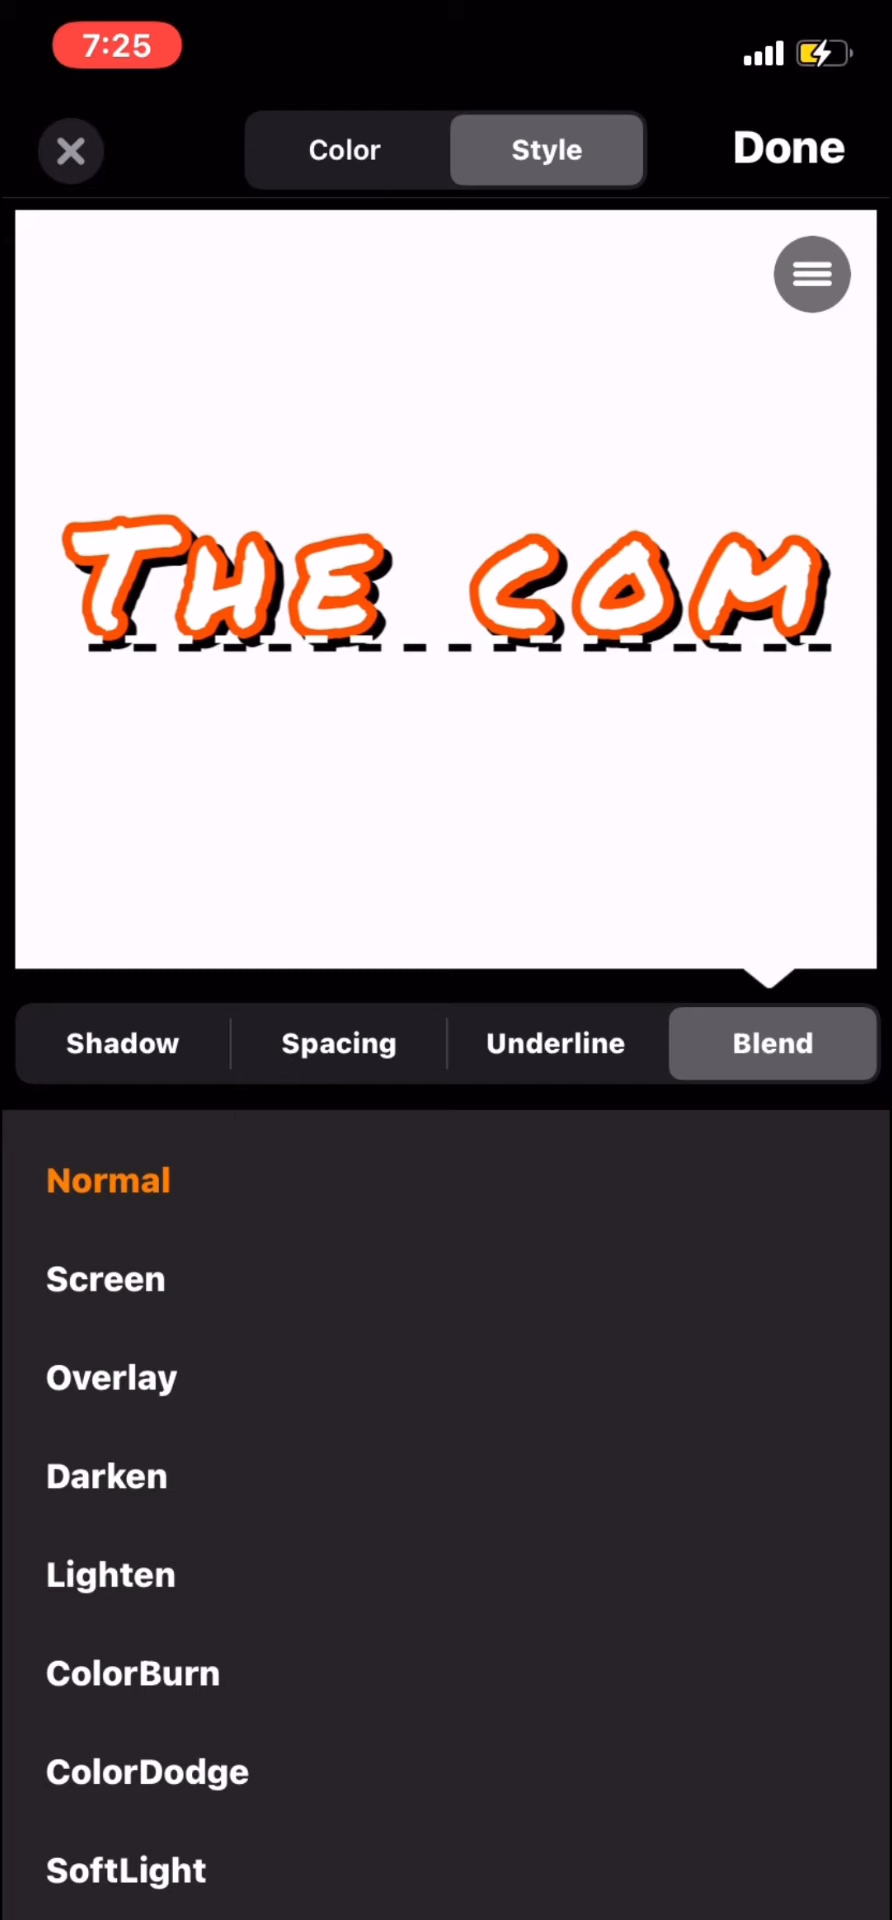 7:25
Color Style Done
The com
Shadow Spacing Underline Blend
Normal
Screen
Overlay
Darken
Lighten
ColorBurn
ColorDodge
SoftLight